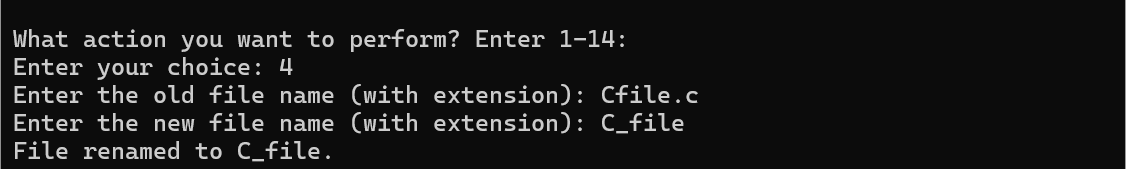 What action you want to perform? Enter 1-14:
Enter your choice: 4
Enter the old file name (with extension): Cfile.c
Enter the new file name (with extension): C_file
File renamed to C_file.